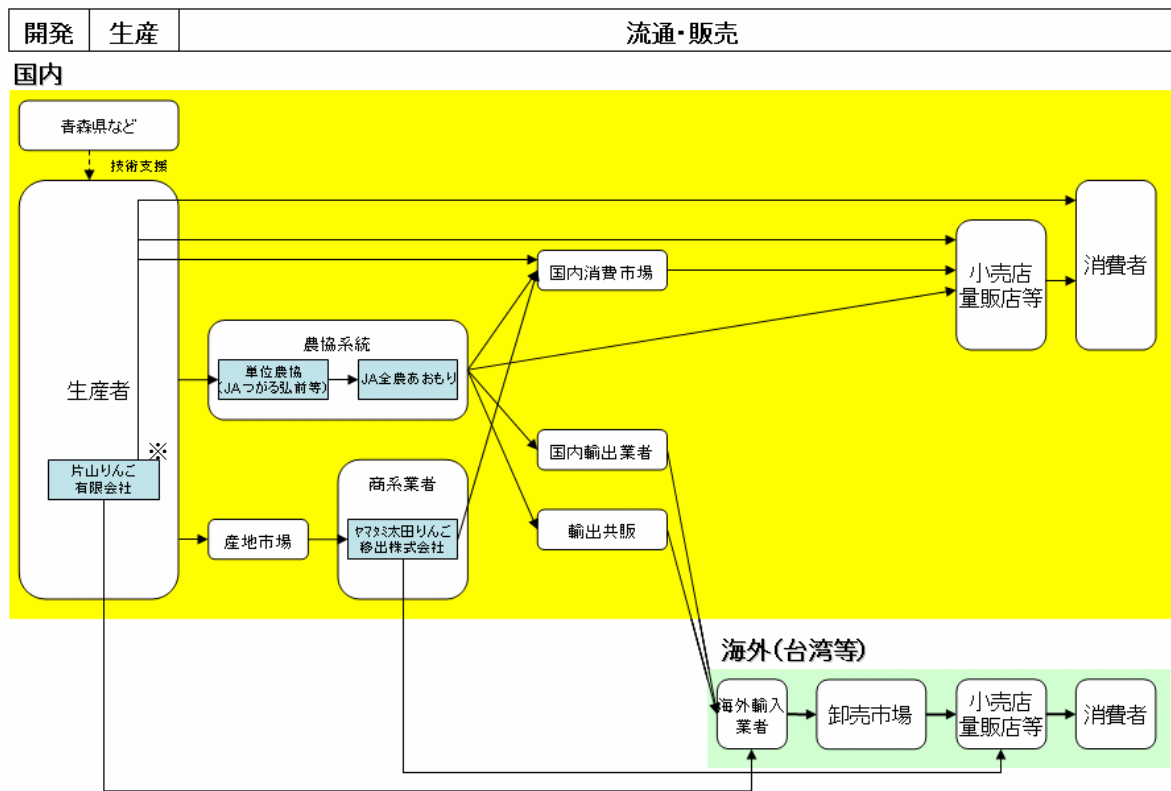 開発 生産 流通・販売
国内
青森県など
技術支援
生産者
※
片山りんご
有限会社
農協系統
単位農協
(JAつがる弘前等)
JA全農あおもり
産地市場
商系業者
ヤマタミ太田りんご
移出株式会社
国内消費市場
国内輸出業者
輸出共販
小売店
量販店等
消費者
海外(台湾等)
海外輸入
業者
卸売市場
小売店
量販店等
消費者